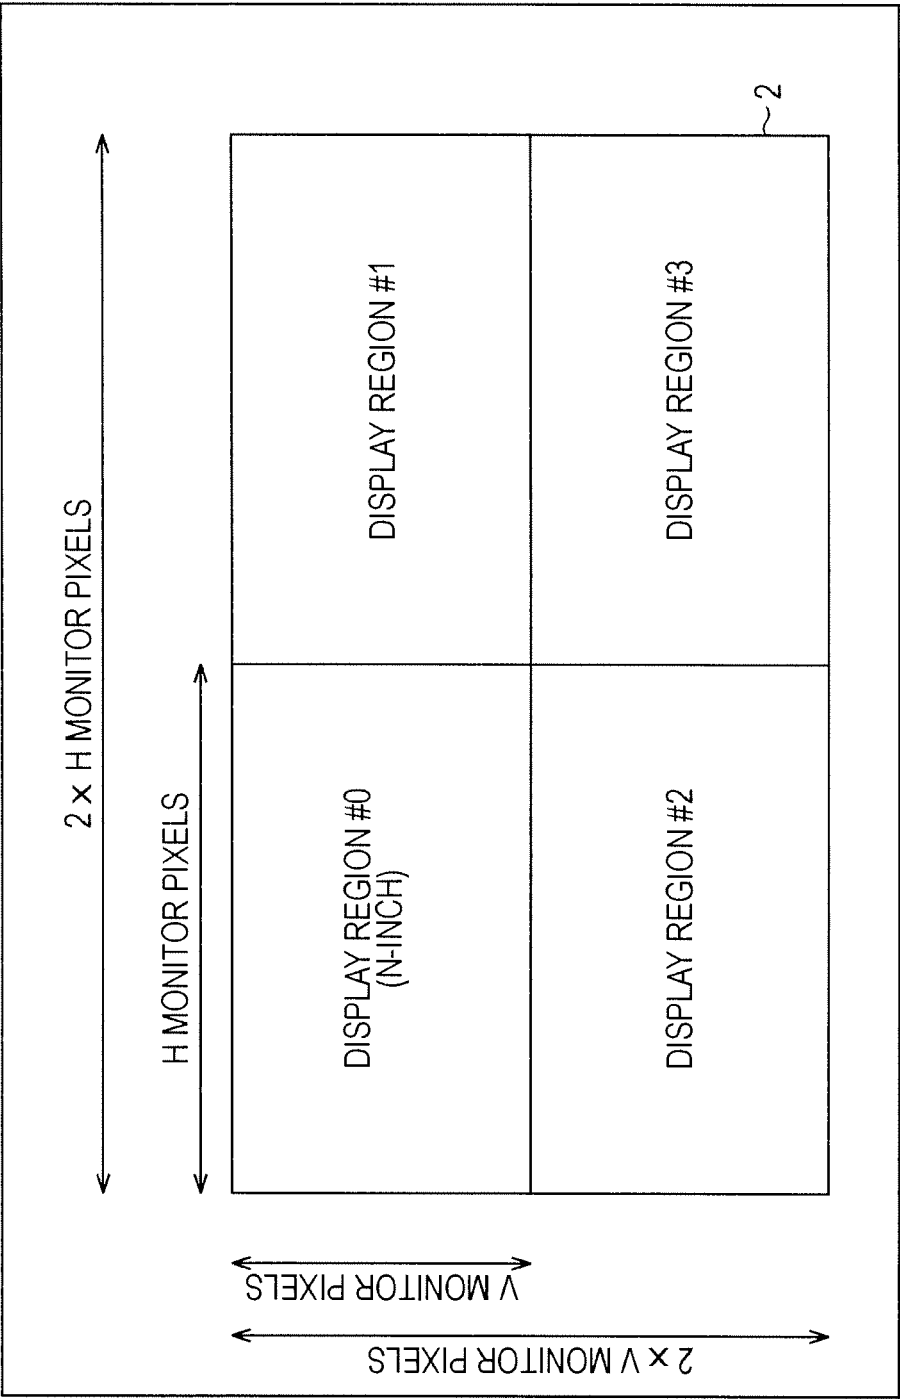 2 × H MONITOR PIXELS
H MONITOR PIXELS
2 × V MONITOR PIXELS
V MONITOR PIXELS
DISPLAY REGION #0
(N-INCH)
DISPLAY REGION #1
DISPLAY REGION #2
DISPLAY REGION #3
2